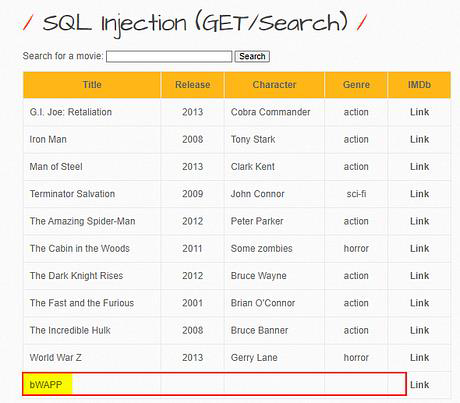 / SQL Injection (GET/Search) /
Search for a movie: Search
Title Release Character Genre IMDb
G.I. Joe: Retaliation 2013 Cobra Commander action Link
Iron Man 2008 Tony Stark action Link
Man of Steel 2013 Clark Kent action Link
Terminator Salvation 2009 John Connor sci-fi Link
The Amazing Spider-Man 2012 Peter Parker action Link
The Cabin in the Woods 2011 Some zombies horror Link
The Dark Knight Rises 2012 Bruce Wayne action Link
The Fast and the Furious 2001 Brian O'Connor action Link
The Incredible Hulk 2008 Bruce Banner action Link
World War Z 2013 Gerry Lane horror Link
bWAPP Link